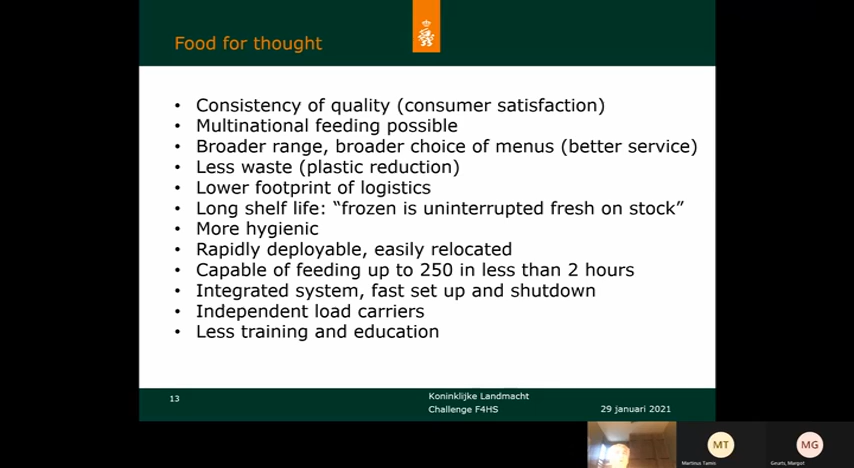 Food for thought
• Consistency of quality (consumer satisfaction)
• Multinational feeding possible
• Broader range, broader choice of menus (better service)
• Less waste (plastic reduction)
• Lower footprint of logistics
• Long shelf life: “frozen is uninterrupted fresh on stock”
• More hygienic
• Rapidly deployable, easily relocated
• Capable of feeding up to 250 in less than 2 hours
• Integrated system, fast set up and shutdown
• Independent load carriers
• Less training and education
13
Koninklijke Landmacht
Challenge F4HS
29 januari 2021
MT
MG
Martinus Tames
Geurts, Margot